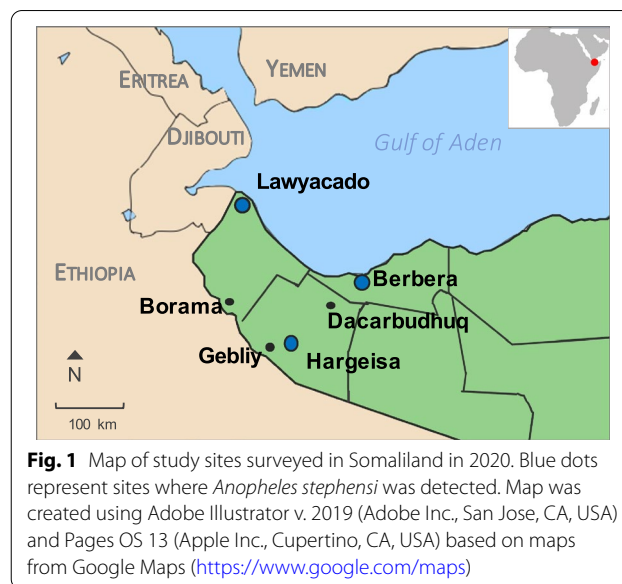 YEMEN
ERITREA
DJIBOUTI
Gulf of Aden
Lawyacado
ETHIOPIA
Berbera
Borama
Dacarbudhuq
Gebliy
Hargeisa
N
100 km
Fig. 1 Map of study sites surveyed in Somaliland in 2020. Blue dots
represent sites where Anopheles stephensi was detected. Map was
created using Adobe Illustrator v. 2019 (Adobe Inc., San Jose, CA, USA)
and Pages OS 13 (Apple Inc., Cupertino, CA, USA) based on maps
from Google Maps (https://www.google.com/maps)